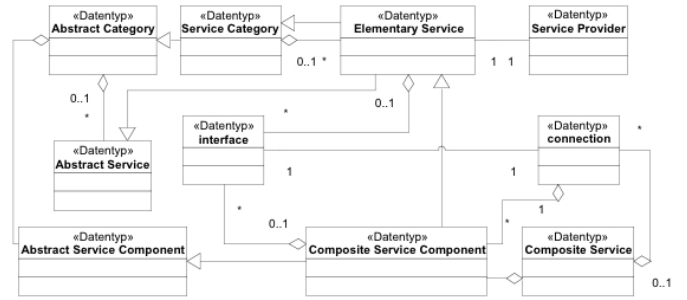 «Datentyp»
Abstract Category
«Datentyp»
Service Category
«Datentyp»
Elementary Service
«Datentyp»
Service Provider
0..1 *
1 1
0..1
*
*
0..1
«Datentyp»
interface
«Datentyp»
connection
*
«Datentyp»
Abstract Service
1
1
*
0..1
*
1
«Datentyp»
Abstract Service Component
«Datentyp»
Composite Service Component
«Datentyp»
Composite Service
0..1